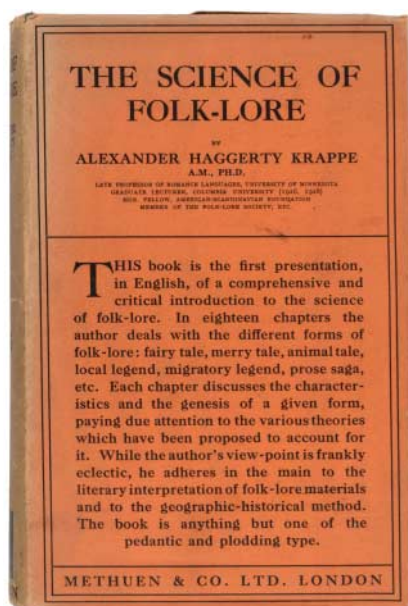 THE SCIENCE OF
FOLK-LORE
BY
ALEXANDER HAGGERTY KRAPPE
A.M., PH.D.
LATE PROFESSOR OF ROMANCE LANGUAGES, UNIVERSITY OF MINNESOTA
GRADUATE LECTURER, COLUMBIA UNIVERSITY (1926, 1928)
HON. FELLOW, AMERICAN-SCANDINAVIAN FOUNDATION
MEMBER OF THE FOLK-LORE SOCIETY, ETC.
THIS book is the first presentation,
in English, of a comprehensive and
critical introduction to the science
of folk-lore. In eighteen chapters the
author deals with the different forms of
folk-lore: fairy tale, merry tale, animal tale,
local legend, migratory legend, prose saga,
etc. Each chapter discusses the character-
istics and the genesis of a given form,
paying due attention to the various theories
which have been proposed to account for
it. While the author's view-point is frankly
eclectic, he adheres in the main to the
literary interpretation of folk-lore materials
and to the geographic-historical method.
The book is anything but one of the
pedantic and plodding type.
METHUEN & CO. LTD. LONDON